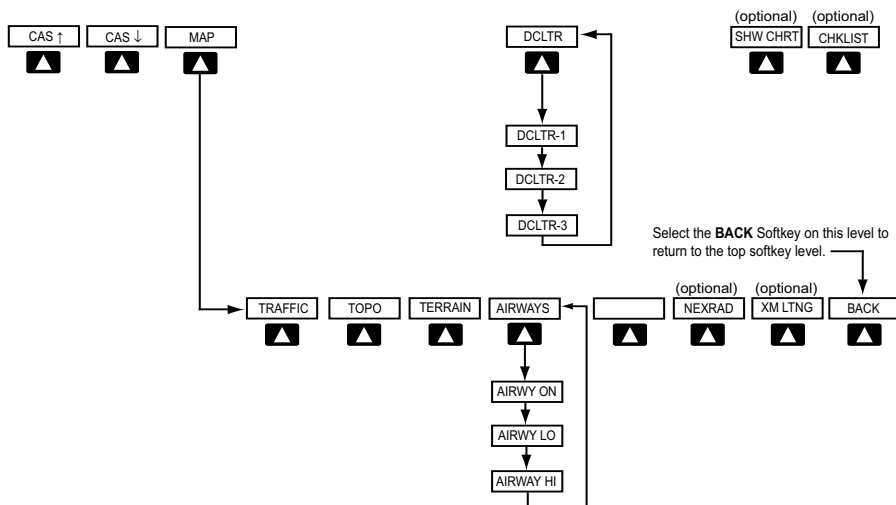 (optional) (optional)
CAS ↑ CAS ↓ MAP DCLTR SHW CHRT CHKLIST
DCLTR-1
DCLTR-2
DCLTR-3
Select the BACK Softkey on this level to
return to the top softkey level.
(optional) (optional)
TRAFFIC TOPO TERRAIN AIRWAYS NEXRAD XM LTNG BACK
AIRWY ON
AIRWY LO
AIRWAY HI